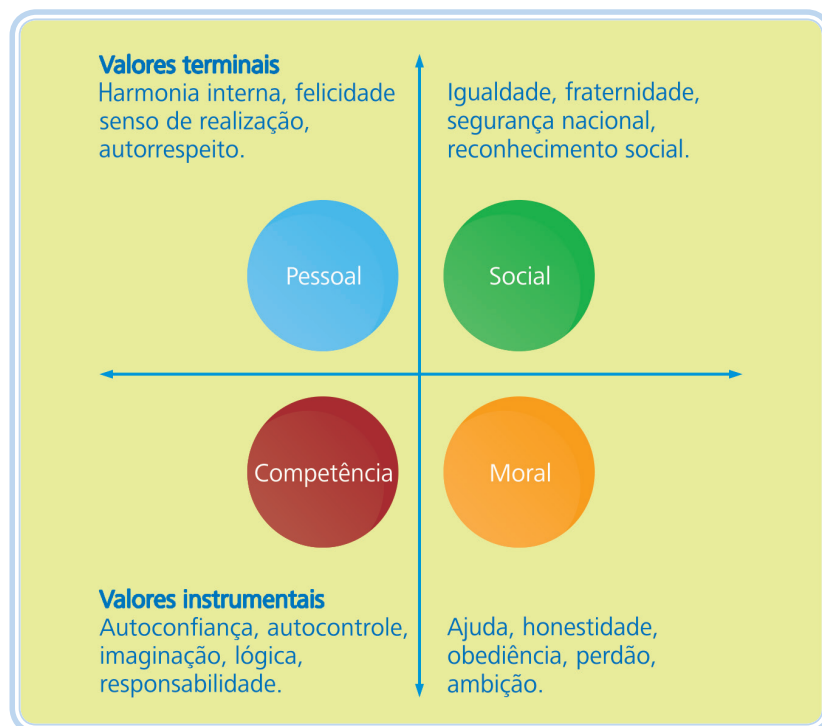 Valores terminais
Harmonia interna, felicidade
senso de realização,
autorrespeito.
Igualdade, fraternidade,
segurança nacional,
reconhecimento social.
Pessoal
Social
Competência
Moral
Valores instrumentais
Autoconfiança, autocontrole,
imaginação, lógica,
responsabilidade.
Ajuda, honestidade,
obediência, perdão,
ambição.